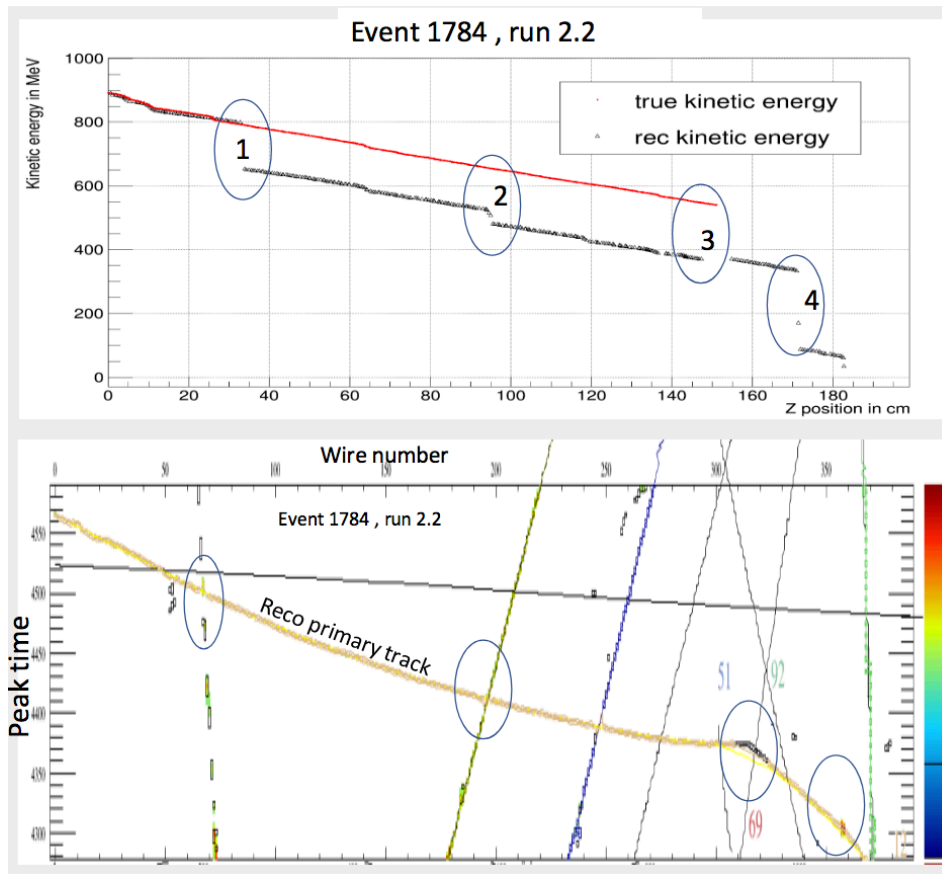 Event 1784 , run 2.2
Kinetic energy in MeV
1000
800
600
400
200
0
true kinetic energy
rec kinetic energy
1
2
3
4
0 20 40 60 80 100 120 140 160 180
Z position in cm
Wire number
0 50 100 150 200 250 300 350
Event 1784 , run 2.2
Peak time
4550
4500
4450
4400
4350
4300
Reco primary track
51
92
69